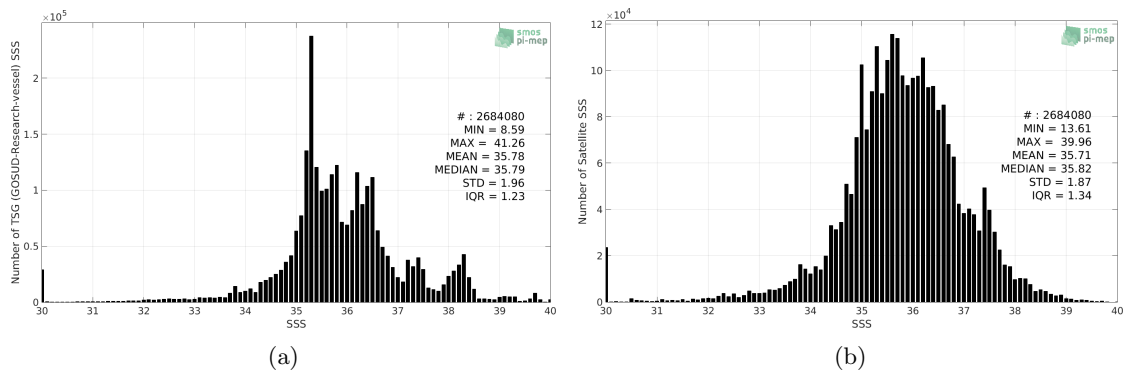 ×10⁵
smos
pi-mep
Number of TSG (GOSUD-Research-vessel) SSS
2
1.5
1
0.5
0
# : 2684080
MIN = 8.59
MAX = 41.26
MEAN = 35.78
MEDIAN = 35.79
STD = 1.96
IQR = 1.23
30 31 32 33 34 35 36 37 38 39 40
SSS
(a)
×10⁴
smos
pi-mep
Number of Satellite SSS
12
10
8
6
4
2
0
# : 2684080
MIN = 13.61
MAX = 39.96
MEAN = 35.71
MEDIAN = 35.82
STD = 1.87
IQR = 1.34
30 31 32 33 34 35 36 37 38 39 40
SSS
(b)